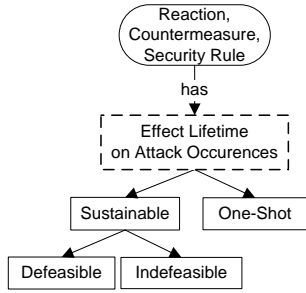 Reaction,
Countermeasure,
Security Rule
has
Effect Lifetime
on Attack Occurences
Sustainable
One-Shot
Defeasible
Indefeasible